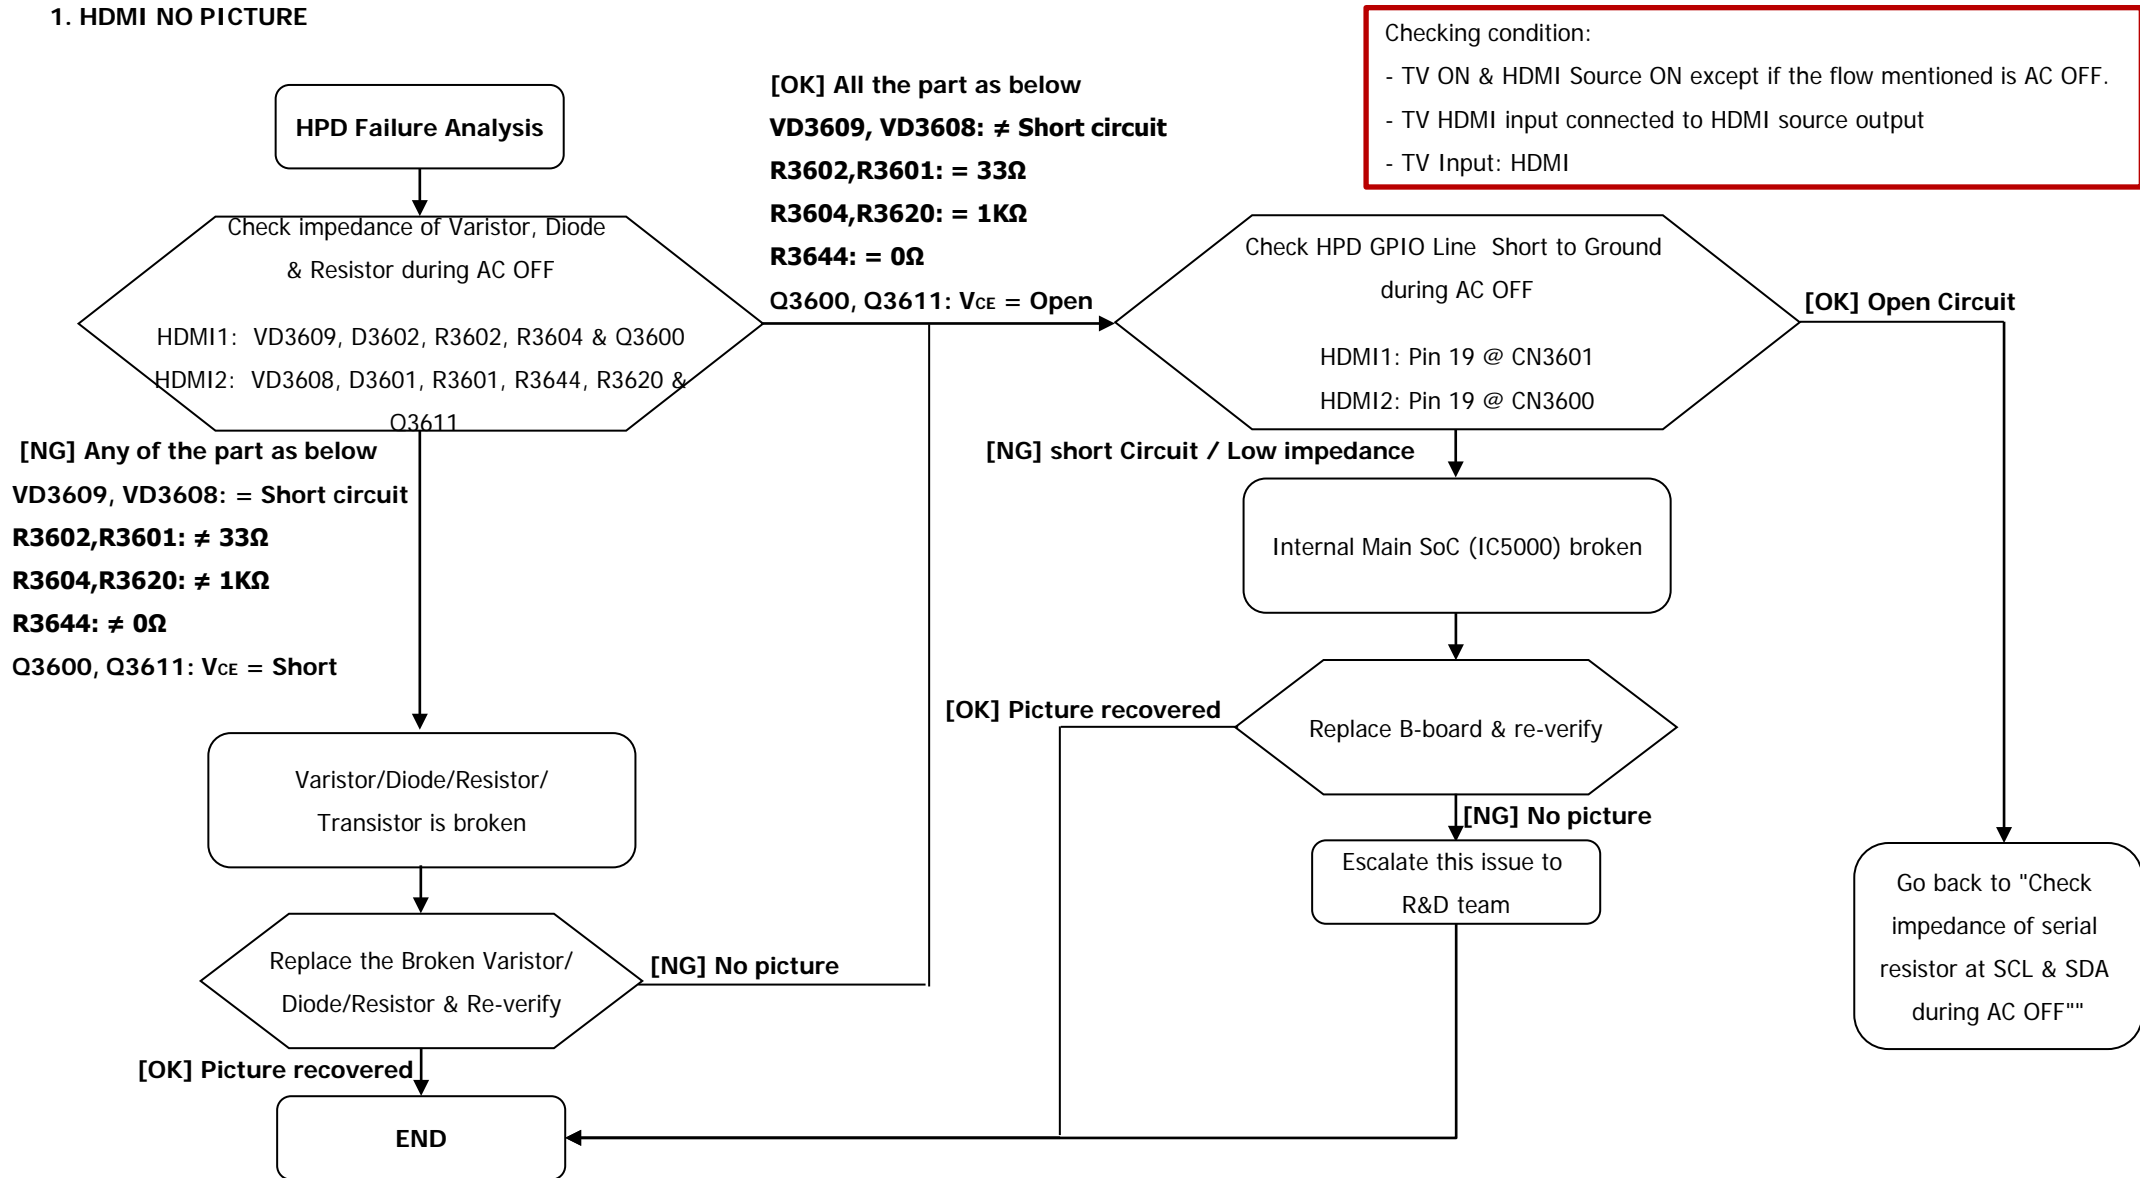 1. HDMI NO PICTURE
Checking condition:
- TV ON & HDMI Source ON except if the flow mentioned is AC OFF.
- TV HDMI input connected to HDMI source output
- TV Input: HDMI
HPD Failure Analysis
Check impedance of Varistor, Diode
& Resistor during AC OFF
HDMI1: VD3609, D3602, R3602, R3604 & Q3600
HDMI2: VD3608, D3601, R3601, R3644, R3620 &
Q3611
[OK] All the part as below
VD3609, VD3608: ≠ Short circuit
R3602,R3601: = 33Ω
R3604,R3620: = 1KΩ
R3644: = 0Ω
Q3600, Q3611: VCE = Open
[NG] Any of the part as below
VD3609, VD3608: = Short circuit
R3602,R3601: ≠ 33Ω
R3604,R3620: ≠ 1KΩ
R3644: ≠ 0Ω
Q3600, Q3611: VCE = Short
Varistor/Diode/Resistor/
Transistor is broken
Replace the Broken Varistor/
Diode/Resistor & Re-verify
[NG] No picture
[OK] Picture recovered
END
Check HPD GPIO Line Short to Ground
during AC OFF
HDMI1: Pin 19 @ CN3601
HDMI2: Pin 19 @ CN3600
[OK] Open Circuit
[NG] short Circuit / Low impedance
Internal Main SoC (IC5000) broken
Replace B-board & re-verify
[OK] Picture recovered
[NG] No picture
Escalate this issue to
R&D team
Go back to "Check
impedance of serial
resistor at SCL & SDA
during AC OFF""